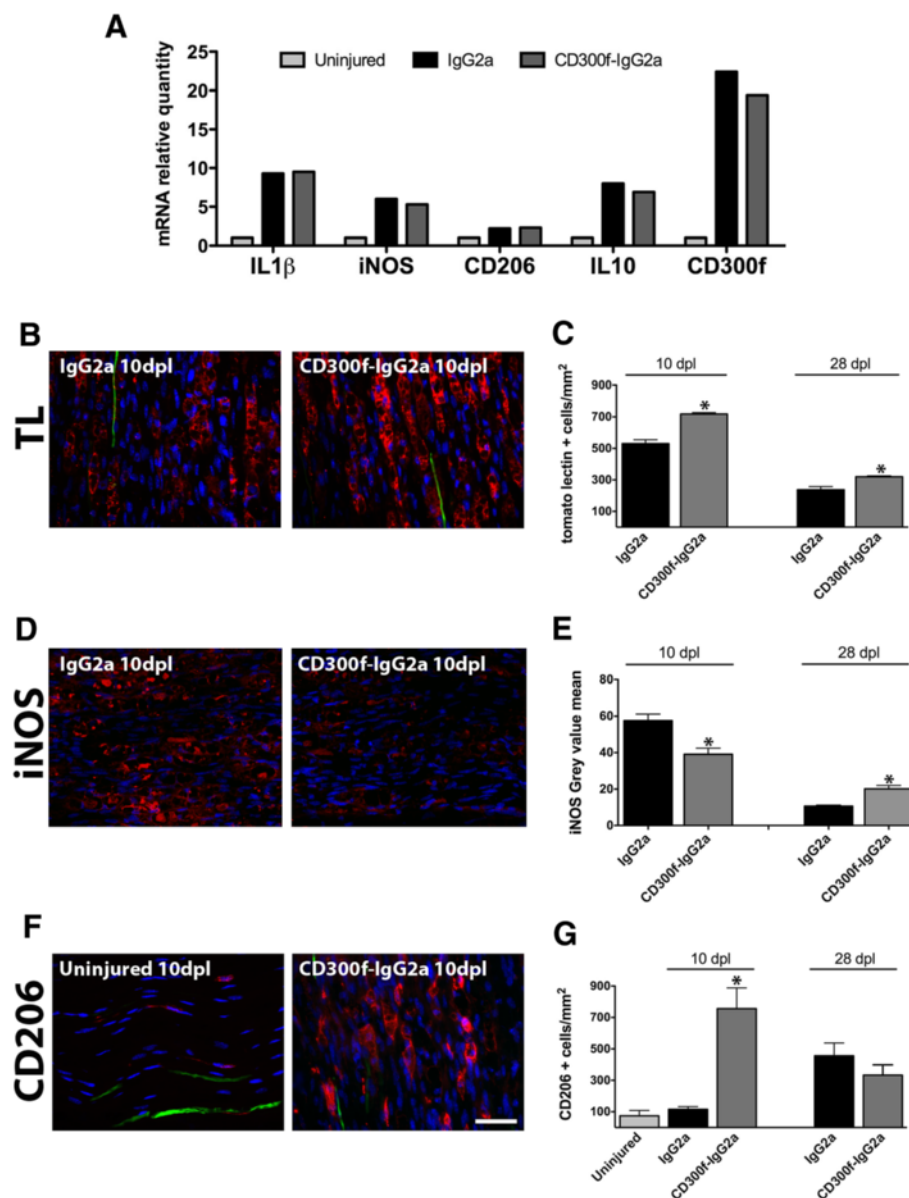 A
mRNA relative quantity
25
20
15
10
5
0
Uninjured IgG2a CD300f-IgG2a
IL1β iNOS CD206 IL10 CD300f
B
TL
IgG2a 10dpl
CD300f-IgG2a 10dpl
C
tomato lectin + cells/mm²
10 dpl 28 dpl
900
700
500
300
100
*
*
IgG2a
CD300f-IgG2a
IgG2a
CD300f-IgG2a
D
iNOS
IgG2a 10dpl
CD300f-IgG2a 10dpl
E
iNOS Grey value mean
10 dpl 28 dpl
80
60
40
20
0
*
*
IgG2a
CD300f-IgG2a
IgG2a
CD300f-IgG2a
F
CD206
Uninjured 10dpl
CD300f-IgG2a 10dpl
G
CD206 + cells/mm²
10 dpl 28 dpl
900
700
500
300
100
*
Uninjured
IgG2a
CD300f-IgG2a
IgG2a
CD300f-IgG2a